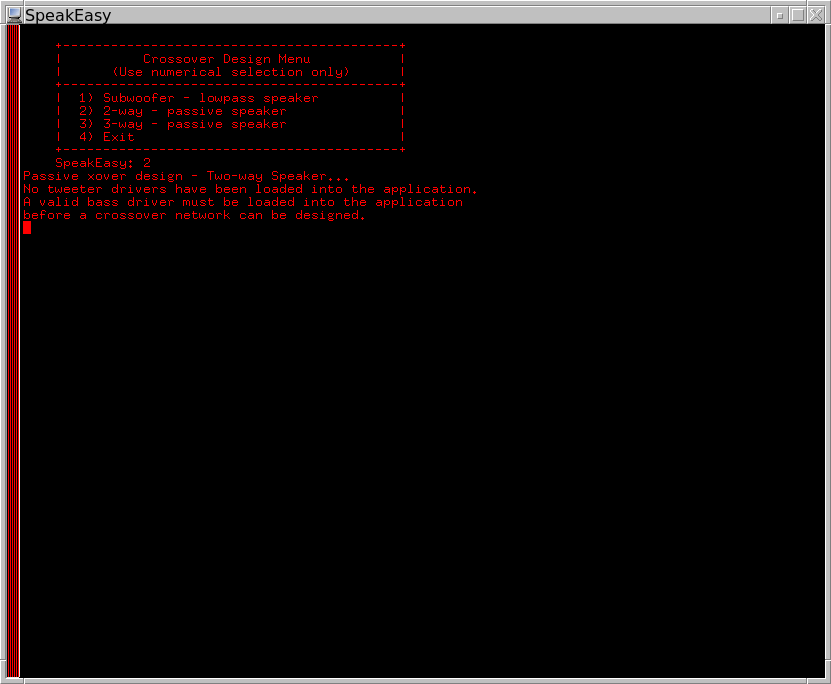 SpeakEasy
+------------------------------------------+
| Crossover Design Menu |
| (Use numerical selection only) |
+------------------------------------------+
| 1) Subwoofer - lowpass speaker |
| 2) 2-way - passive speaker |
| 3) 3-way - passive speaker |
| 4) Exit |
+------------------------------------------+
SpeakEasy: 2
Passive xover design - Two-way Speaker...
No tweeter drivers have been loaded into the application.
A valid bass driver must be loaded into the application
before a crossover network can be designed.